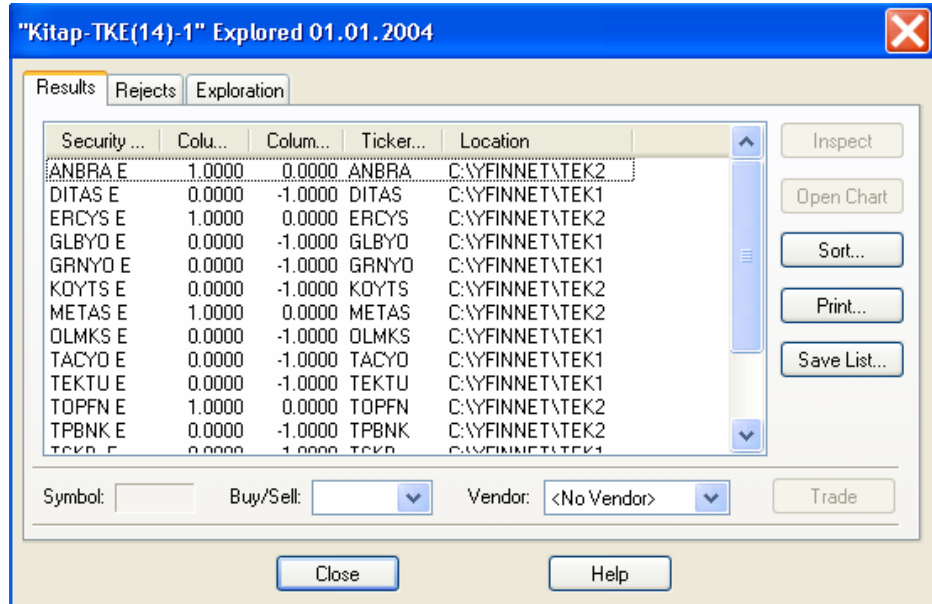 "Kitap-TKE(14)-1" Explored 01.01.2004
Results Rejects Exploration
Security ... Colu... Colum... Ticker... Location
ANBRA E 1.0000 0.0000 ANBRA C:\YFINNET\TEK2
DITAS E 0.0000 -1.0000 DITAS C:\YFINNET\TEK1
ERCYS E 1.0000 0.0000 ERCYS C:\YFINNET\TEK2
GLBYO E 0.0000 -1.0000 GLBYO C:\YFINNET\TEK1
GRNYO E 0.0000 -1.0000 GRNYO C:\YFINNET\TEK1
KOYTS E 0.0000 -1.0000 KOYTS C:\YFINNET\TEK2
METAS E 1.0000 0.0000 METAS C:\YFINNET\TEK2
OLMKS E 0.0000 -1.0000 OLMKS C:\YFINNET\TEK1
TACYO E 0.0000 -1.0000 TACYO C:\YFINNET\TEK1
TEKTU E 0.0000 -1.0000 TEKTU C:\YFINNET\TEK1
TOPFN E 1.0000 0.0000 TOPFN C:\YFINNET\TEK2
TPBNK E 0.0000 -1.0000 TPBNK C:\YFINNET\TEK2
Inspect
Open Chart
Sort...
Print...
Save List...
Symbol: Buy/Sell: Vendor: <No Vendor> Trade
Close Help